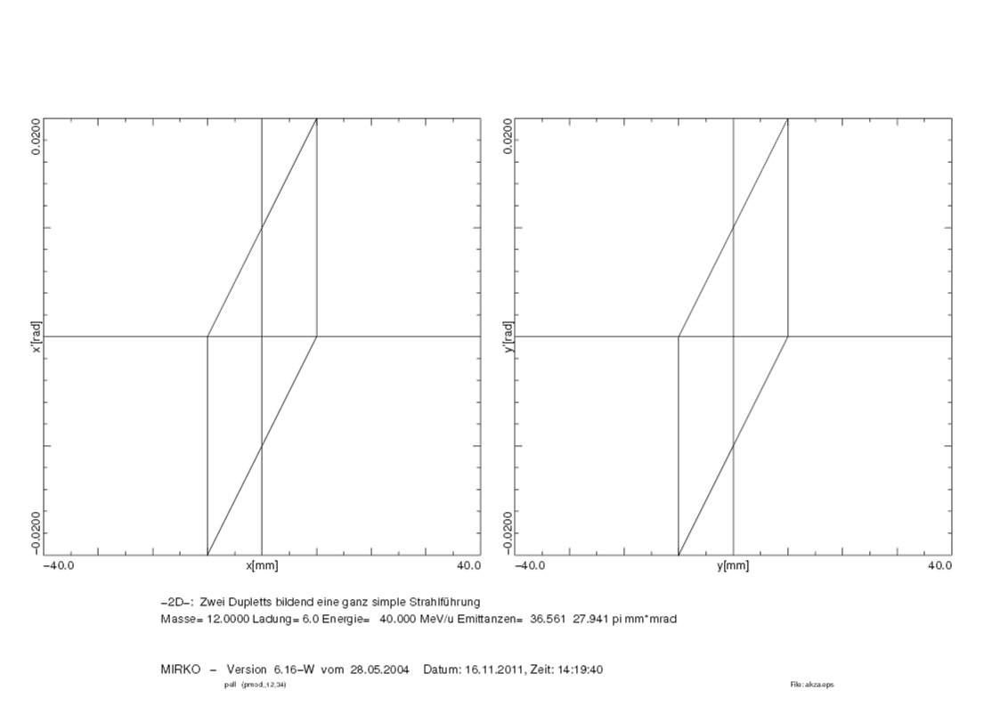 0.0200 0.0200
x'[rad] y'[rad]
−0.0200 −0.0200
−40.0 x[mm] 40.0 −40.0 y[mm] 40.0
−2D−: Zwei Dupletts bildend eine ganz simple Strahlführung
Masse= 12.0000 Ladung= 6.0 Energie= 40.000 MeV/u Emittanzen= 36.561 27.941 pi mm*mrad
MIRKO − Version 6.16−W vom 28.05.2004 Datum: 16.11.2011, Zeit: 14:19:40
File: akza.eps